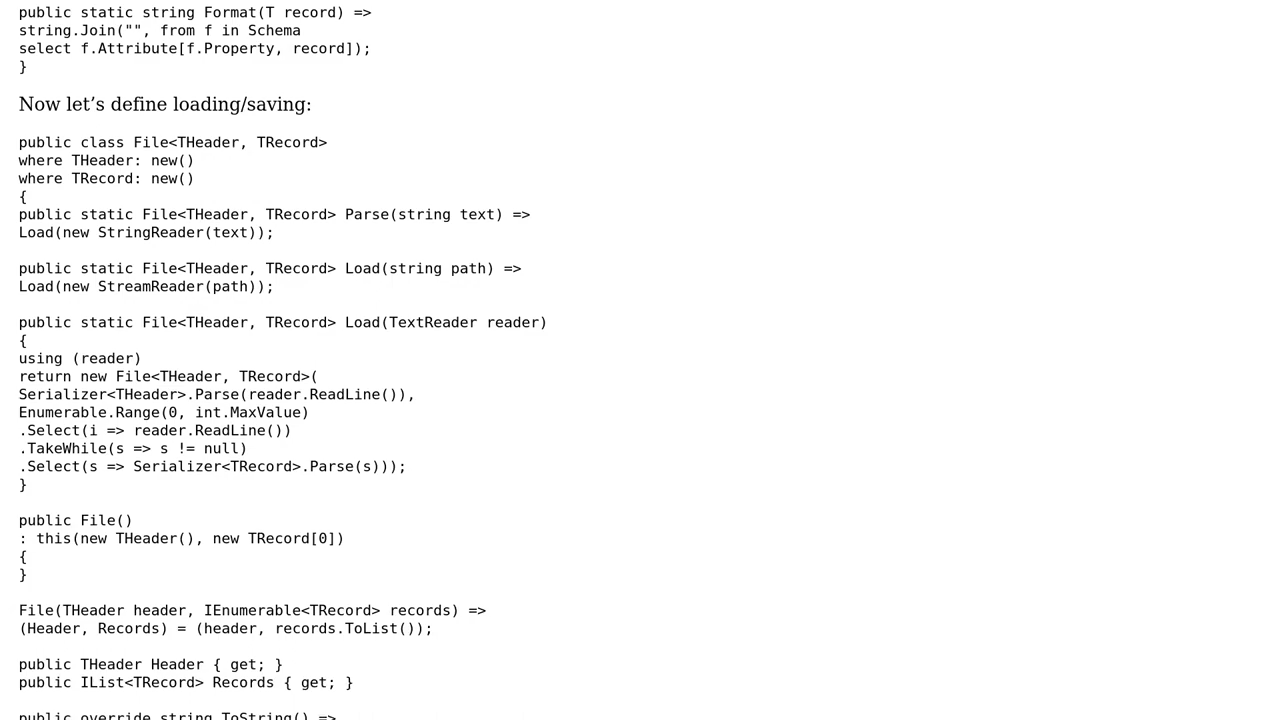 public static string Format(T record) =>
string.Join("", from f in Schema
select f.Attribute[f.Property, record]);
}
Now let’s define loading/saving:
public class File<THeader, TRecord>
where THeader: new()
where TRecord: new()
{
public static File<THeader, TRecord> Parse(string text) =>
Load(new StringReader(text));
public static File<THeader, TRecord> Load(string path) =>
Load(new StreamReader(path));
public static File<THeader, TRecord> Load(TextReader reader)
{
using (reader)
return new File<THeader, TRecord>(
Serializer<THeader>.Parse(reader.ReadLine()),
Enumerable.Range(0, int.MaxValue)
.Select(i => reader.ReadLine())
.TakeWhile(s => s != null)
.Select(s => Serializer<TRecord>.Parse(s)));
}
public File()
: this(new THeader(), new TRecord[0])
{
}
File(THeader header, IEnumerable<TRecord> records) =>
(Header, Records) = (header, records.ToList());
public THeader Header { get; }
public IList<TRecord> Records { get; }
public override string ToString() =>